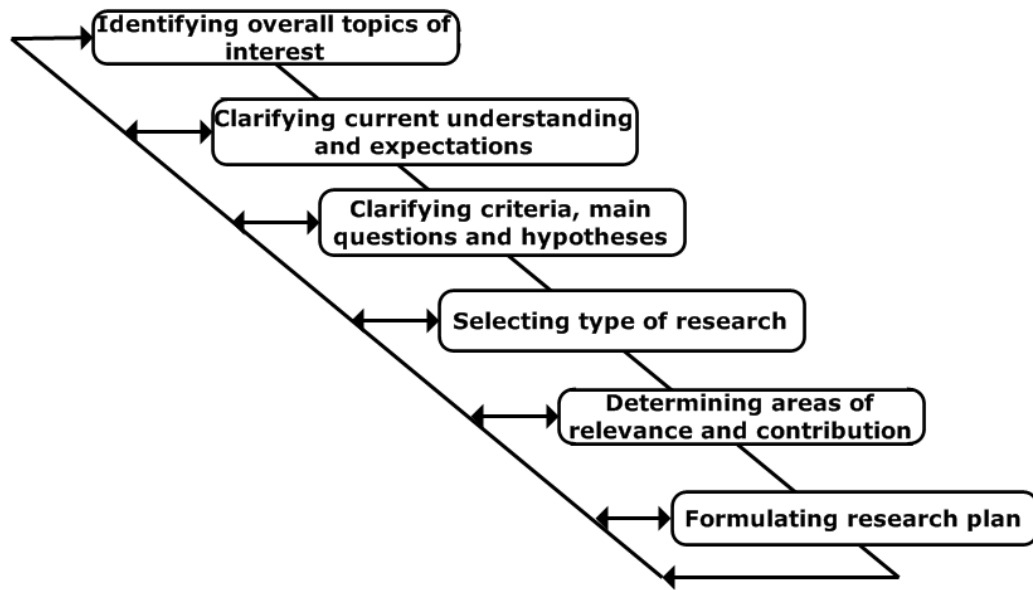 Identifying overall topics of
interest
Clarifying current understanding
and expectations
Clarifying criteria, main
questions and hypotheses
Selecting type of research
Determining areas of
relevance and contribution
Formulating research plan